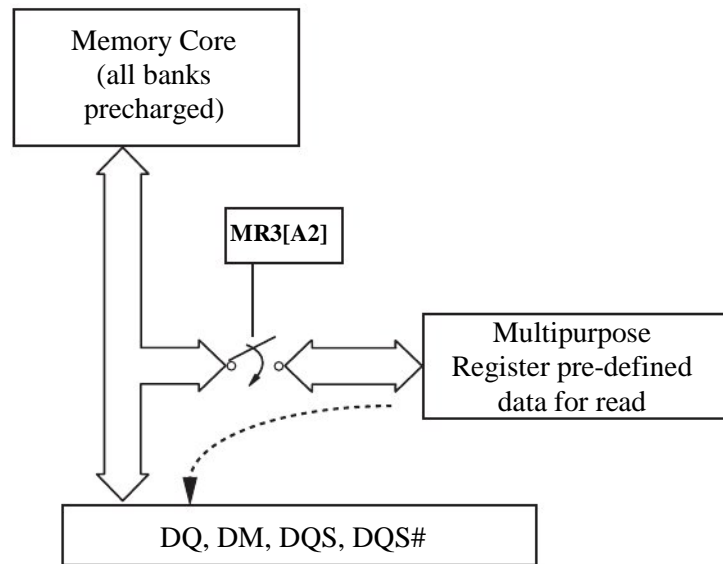 Memory Core
(all banks
precharged)
MR3[A2]
Multipurpose
Register pre-defined
data for read
DQ, DM, DQS, DQS#